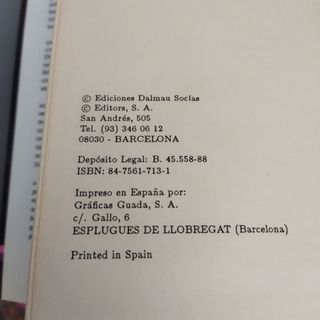 © Ediciones Dalmau Socías
© Editors, S. A.
San Andrés, 505
Tel. (93) 346 06 12
08030 - BARCELONA
Depósito Legal: B. 45.558-88
ISBN: 84-7561-713-1
Impreso en España por:
Gráficas Guada, S. A.
c/. Gallo, 6
ESPLUGUES DE LLOBREGAT (Barcelona)
Printed in Spain